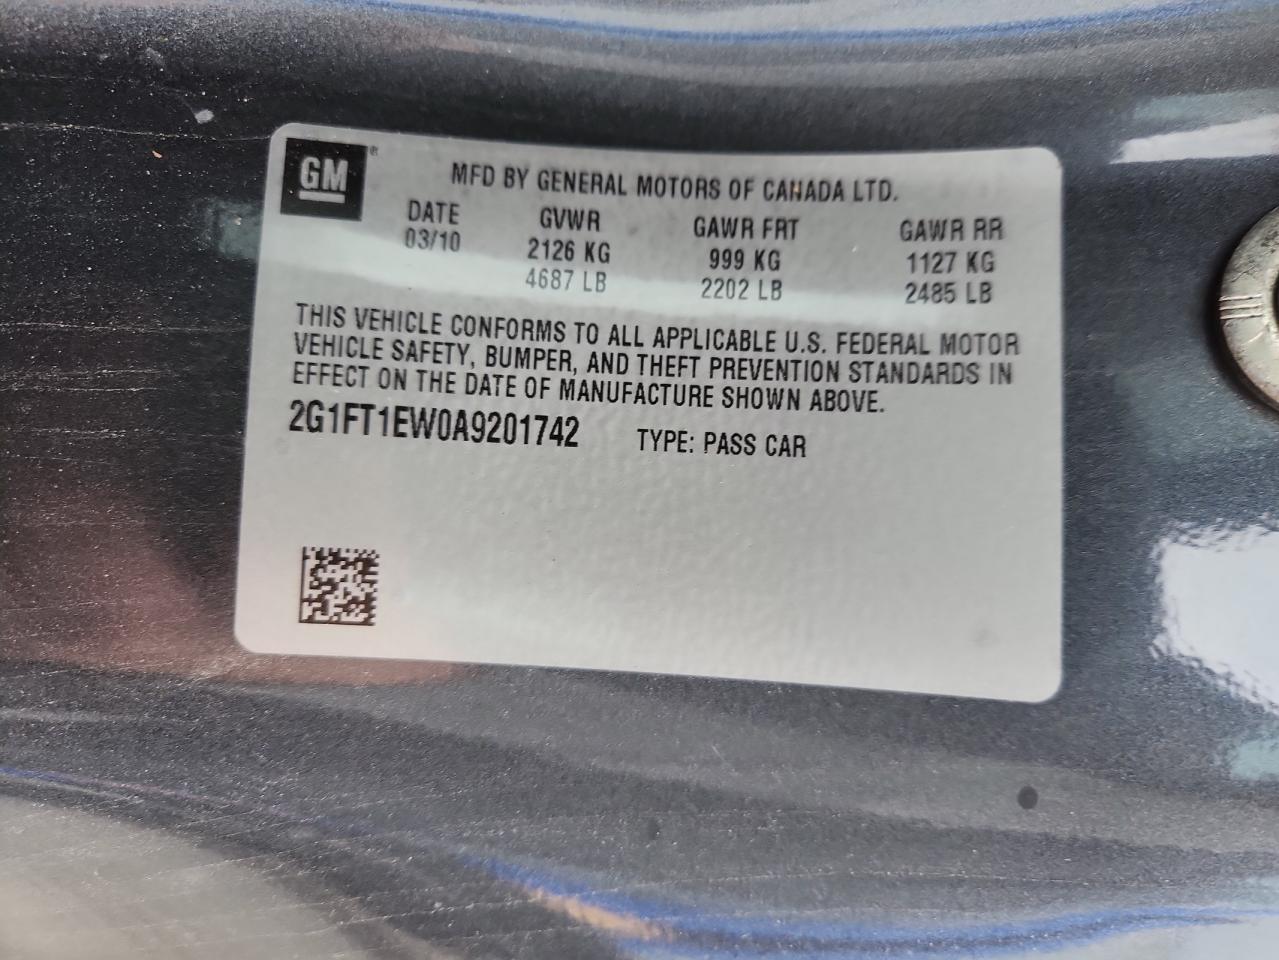 GM®
MFD BY GENERAL MOTORS OF CANADA LTD.
DATE GVWR GAWR FRT GAWR RR
03/10 2126 KG 999 KG 1127 KG
4687 LB 2202 LB 2485 LB
THIS VEHICLE CONFORMS TO ALL APPLICABLE U.S. FEDERAL MOTOR
VEHICLE SAFETY, BUMPER, AND THEFT PREVENTION STANDARDS IN
EFFECT ON THE DATE OF MANUFACTURE SHOWN ABOVE.
2G1FT1EW0A9201742 TYPE: PASS CAR